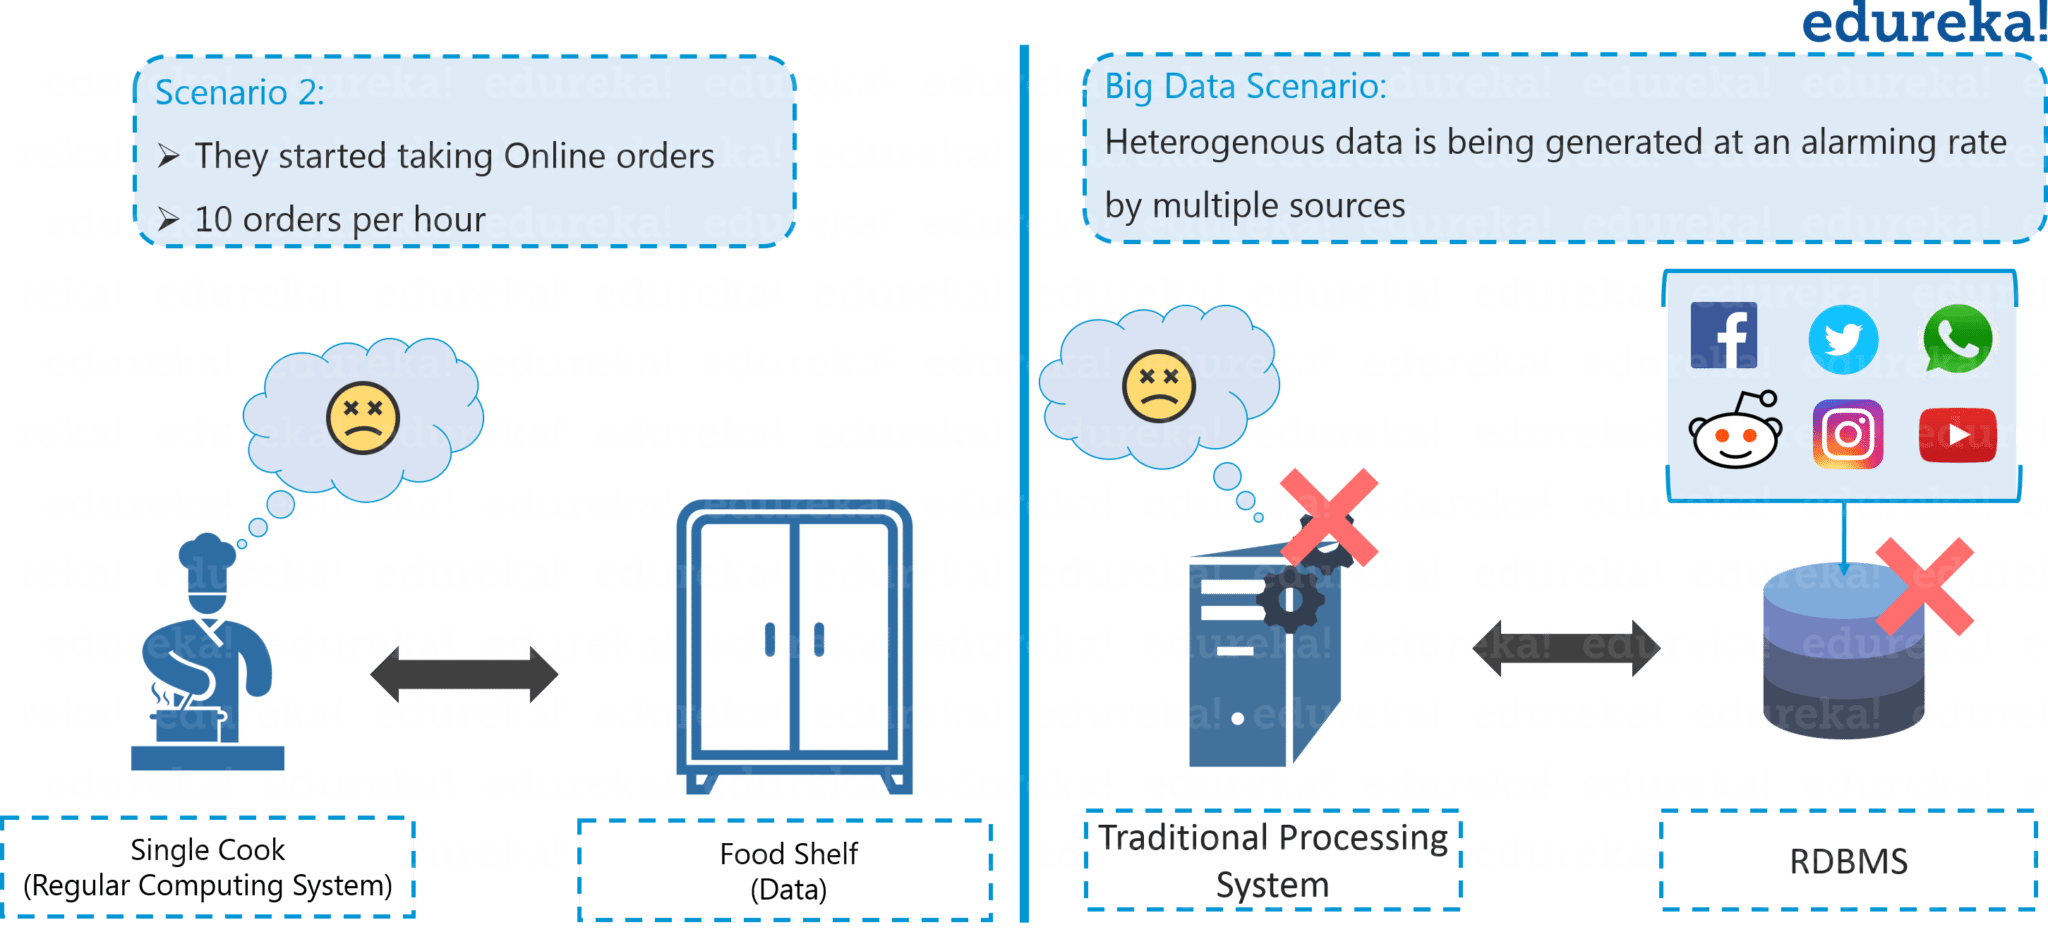 edureka!
Scenario 2:
➢ They started taking Online orders
➢ 10 orders per hour
Big Data Scenario:
Heterogenous data is being generated at an alarming rate
by multiple sources
Single Cook
(Regular Computing System)
Food Shelf
(Data)
Traditional Processing
System
RDBMS